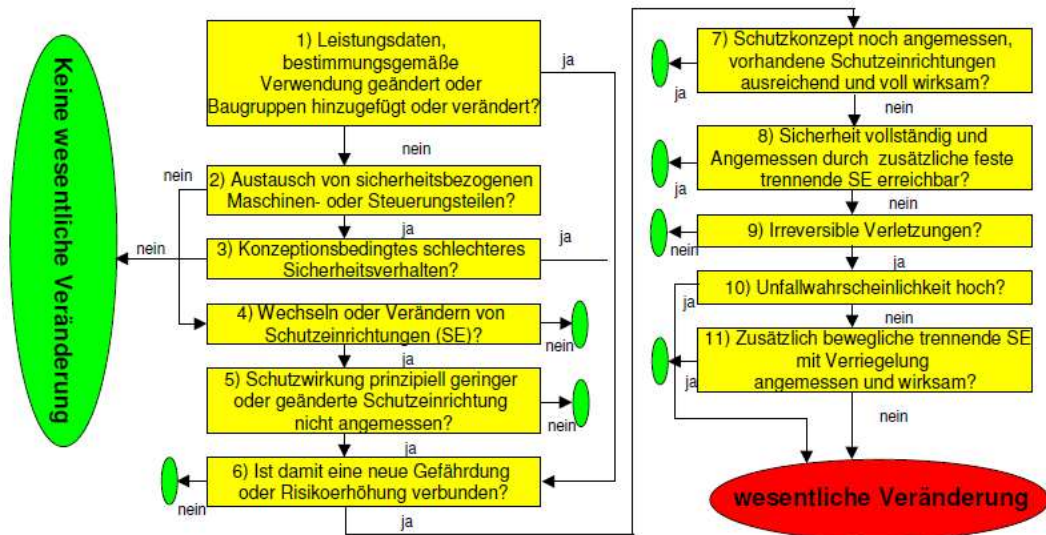 Keine wesentliche Veränderung
1) Leistungsdaten,
bestimmungsgemäße
Verwendung geändert oder
Baugruppen hinzugefügt oder verändert?
ja
nein
nein
2) Austausch von sicherheitsbezogenen
Maschinen- oder Steuerungsteilen?
ja
ja
nein
3) Konzeptionsbedingtes schlechteres
Sicherheitsverhalten?
4) Wechseln oder Verändern von
Schutzeinrichtungen (SE)?
nein
ja
5) Schutzwirkung prinzipiell geringer
oder geänderte Schutzeinrichtung
nicht angemessen?
nein
ja
6) Ist damit eine neue Gefährdung
oder Risikoerhöhung verbunden?
nein
ja
7) Schutzkonzept noch angemessen,
vorhandene Schutzeinrichtungen
ausreichend und voll wirksam?
ja
nein
8) Sicherheit vollständig und
Angemessen durch zusätzliche feste
trennende SE erreichbar?
ja
nein
9) Irreversible Verletzungen?
nein
ja
10) Unfallwahrscheinlichkeit hoch?
ja
nein
11) Zusätzlich bewegliche trennende SE
mit Verriegelung
angemessen und wirksam?
ja
nein
wesentliche Veränderung